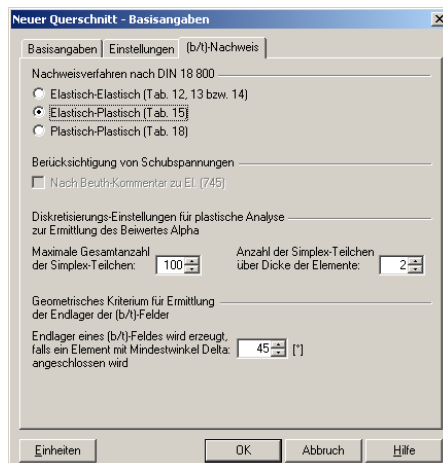 Neuer Querschnitt - Basisangaben
Basisangaben Einstellungen (b/t)-Nachweis
Nachweisverfahren nach DIN 18 800
Elastisch-Elastisch (Tab. 12, 13 bzw. 14)
Elastisch-Plastisch (Tab. 15)
Plastisch-Plastisch (Tab. 18)
Berücksichtigung von Schubspannungen
Nach Beuth-Kommentar zu El. (745)
Diskretisierungs-Einstellungen für plastische Analyse
zur Ermittlung des Beiwertes Alpha
Maximale Gesamtanzahl
der Simplex-Teilchen: 100
Anzahl der Simplex-Teilchen
über Dicke der Elemente: 2
Geometrisches Kriterium für Ermittlung
der Endlager der (b/t)-Felder
Endlager eines (b/t)-Feldes wird erzeugt,
falls ein Element mit Mindestwinkel Delta: 45 [°]
angeschlossen wird
Einheiten OK Abbruch Hilfe